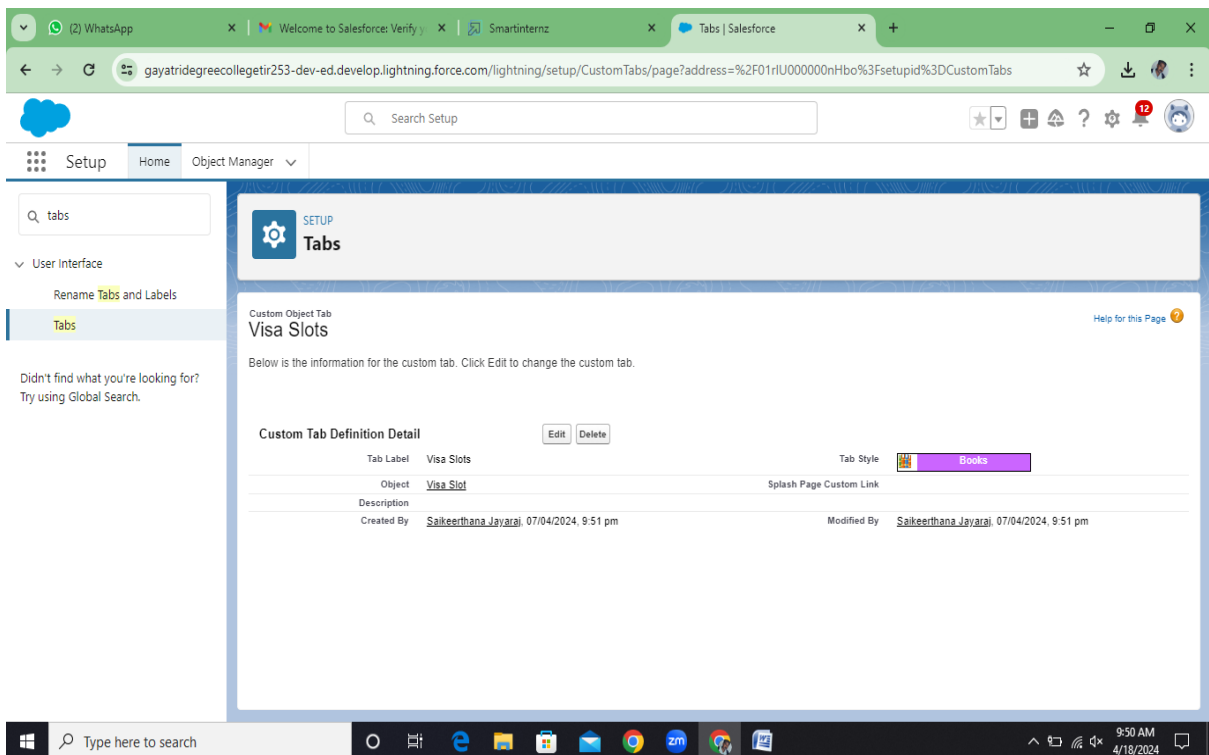 (2) WhatsApp
Welcome to Salesforce: Verify y
Smartinternz
Tabs | Salesforce
gayatridegreecollegetir253-dev-ed.develop.lightning.force.com/lightning/setup/CustomTabs/page?address=%2F01rIU000000nHbo%3Fsetupid%3DCustomTabs
Search Setup
12
Setup
Home
Object Manager
tabs
User Interface
Rename Tabs and Labels
Tabs
Didn't find what you're looking for?
Try using Global Search.
SETUP
Tabs
Custom Object Tab
Visa Slots
Help for this Page
Below is the information for the custom tab. Click Edit to change the custom tab.
Custom Tab Definition Detail
Edit
Delete
Tab Label Visa Slots
Tab Style Books
Object Visa Slot
Splash Page Custom Link
Description
Created By Saikeerthana Jayaraj, 07/04/2024, 9:51 pm
Modified By Saikeerthana Jayaraj, 07/04/2024, 9:51 pm
Type here to search
zm
9:50 AM
4/18/2024